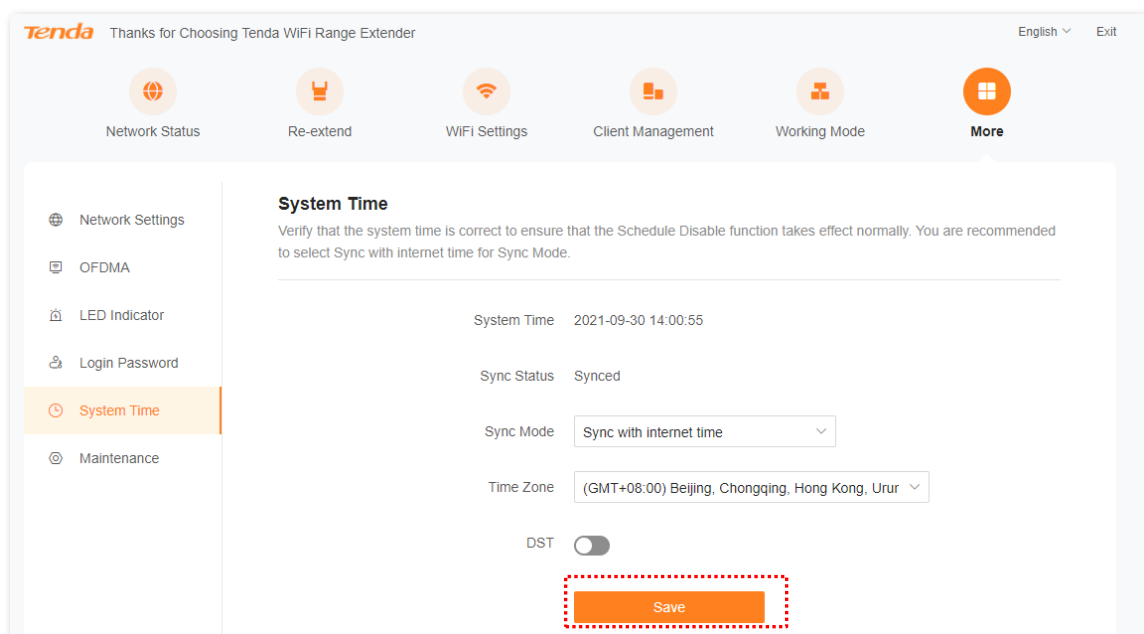 Tenda Thanks for Choosing Tenda WiFi Range Extender English Exit
Network Status Re-extend WiFi Settings Client Management Working Mode More
Network Settings
OFDMA
LED Indicator
Login Password
System Time
Maintenance
System Time
Verify that the system time is correct to ensure that the Schedule Disable function takes effect normally. You are recommended
to select Sync with internet time for Sync Mode.
System Time 2021-09-30 14:00:55
Sync Status Synced
Sync Mode Sync with internet time
Time Zone (GMT+08:00) Beijing, Chongqing, Hong Kong, Urur
DST
Save